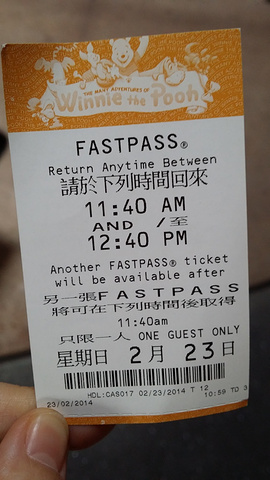 THE MANY ADVENTURES OF
Winnie the Pooh
FASTPASS®
Return Anytime Between
請於下列時間回來
11:40 AM
AND /至
12:40 PM
Another FASTPASS® ticket
will be available after
另一張FASTPASS
將可在下列時間後取得
11:40am
只限一人 ONE GUEST ONLY
星期日 2月 23日
HDL:CAS017 02/23/2014 T 12
10:59 TD 3
23/02/2014